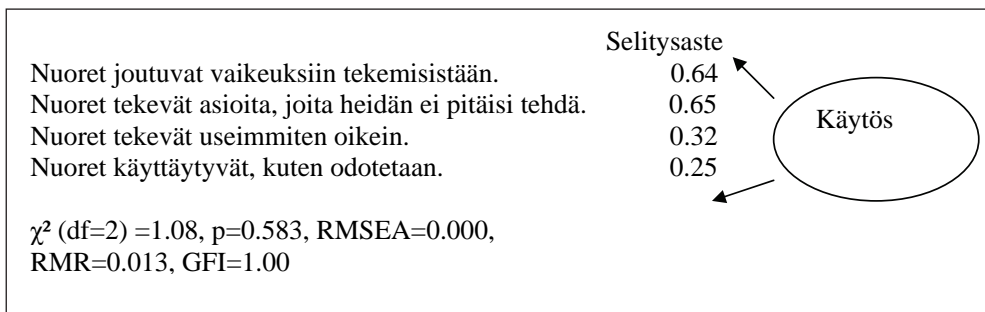 Selitysaste
Nuoret joutuvat vaikeuksiin tekemisistään. 0.64
Nuoret tekevät asioita, joita heidän ei pitäisi tehdä. 0.65
Käytös
Nuoret tekevät useimmiten oikein. 0.32
Nuoret käyttäytyvät, kuten odotetaan. 0.25
χ² (df=2) =1.08, p=0.583, RMSEA=0.000,
RMR=0.013, GFI=1.00